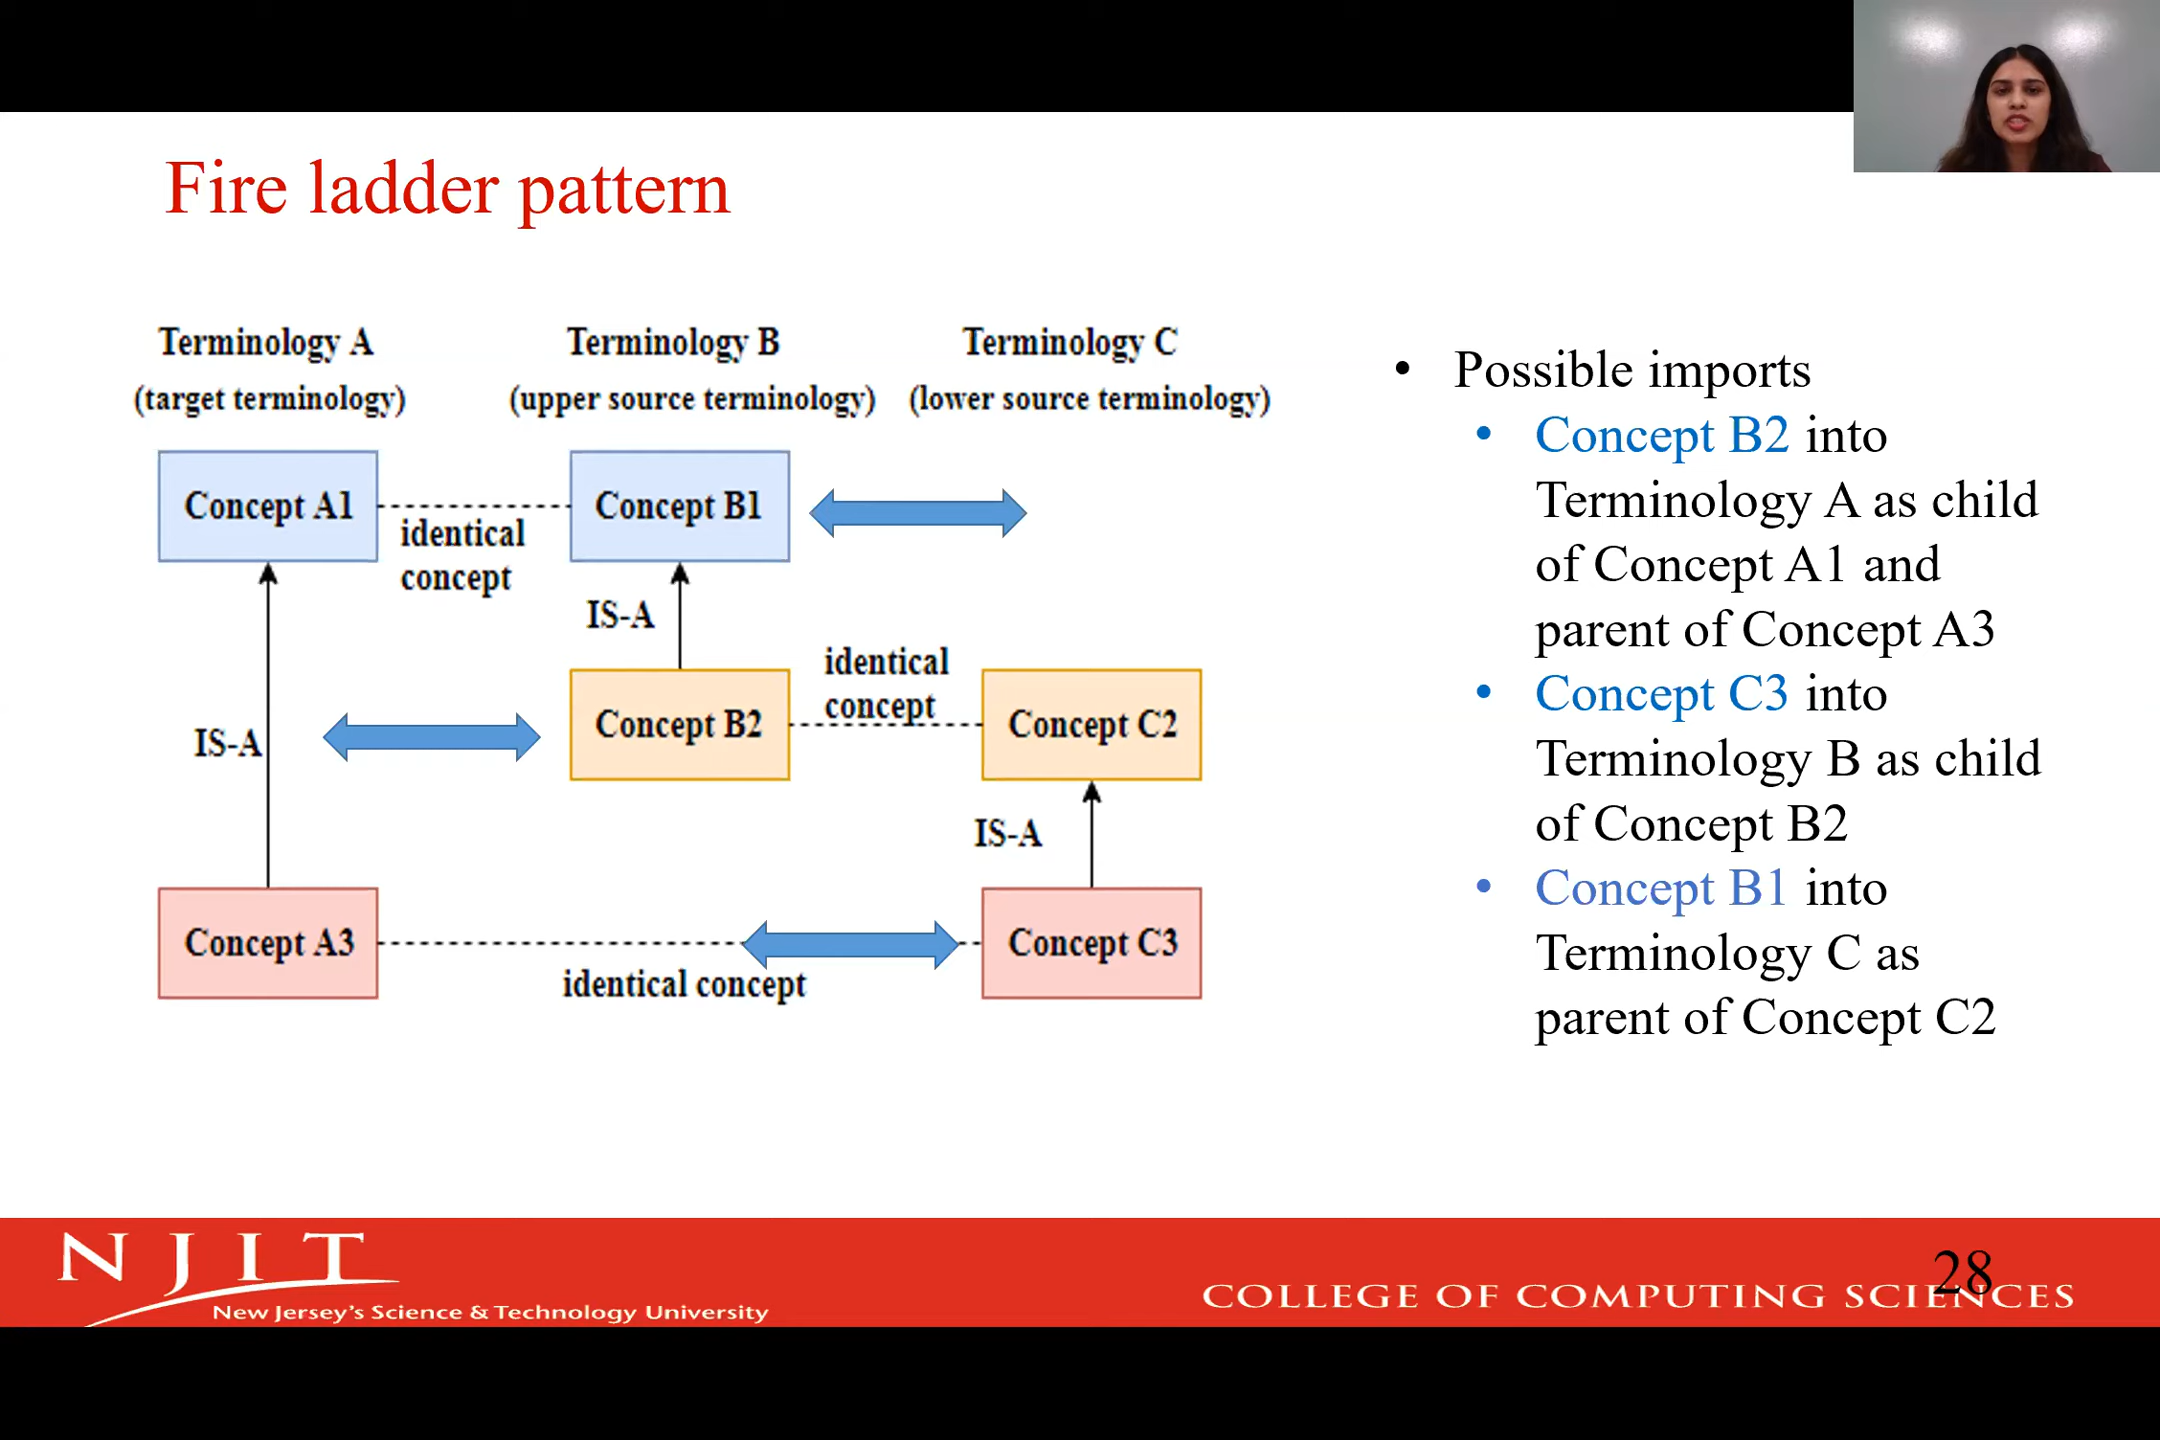 Fire ladder pattern
Terminology A
(target terminology)
Terminology B
(upper source terminology)
Terminology C
(lower source terminology)
Concept A1
identical
concept
Concept B1
IS-A
IS-A
Concept B2
identical
concept
Concept C2
IS-A
Concept A3
identical concept
Concept C3
• Possible imports
• Concept B2 into
Terminology A as child
of Concept A1 and
parent of Concept A3
• Concept C3 into
Terminology B as child
of Concept B2
• Concept B1 into
Terminology C as
parent of Concept C2
NJIT
New Jersey's Science & Technology University
COLLEGE OF COMPUTING SCIENCES
28